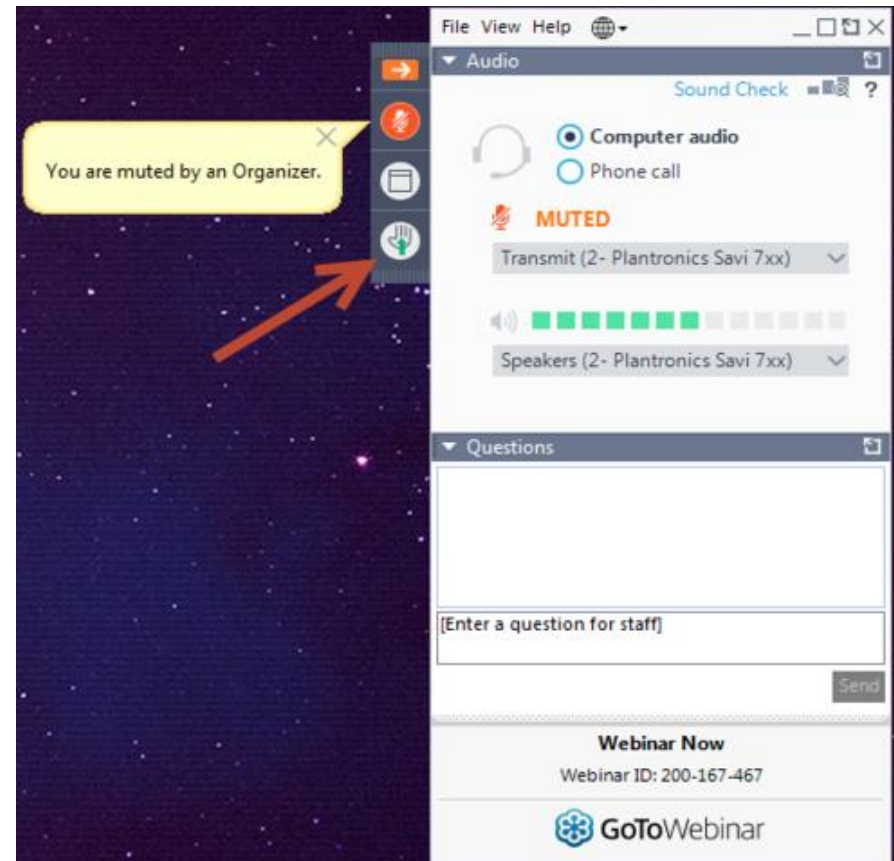 File View Help
Audio
Sound Check ?
You are muted by an Organizer.
Computer audio
Phone call
MUTED
Transmit (2- Plantronics Savi 7xx)
Speakers (2- Plantronics Savi 7xx)
Questions
[Enter a question for staff]
Send
Webinar Now
Webinar ID: 200-167-467
GoToWebinar